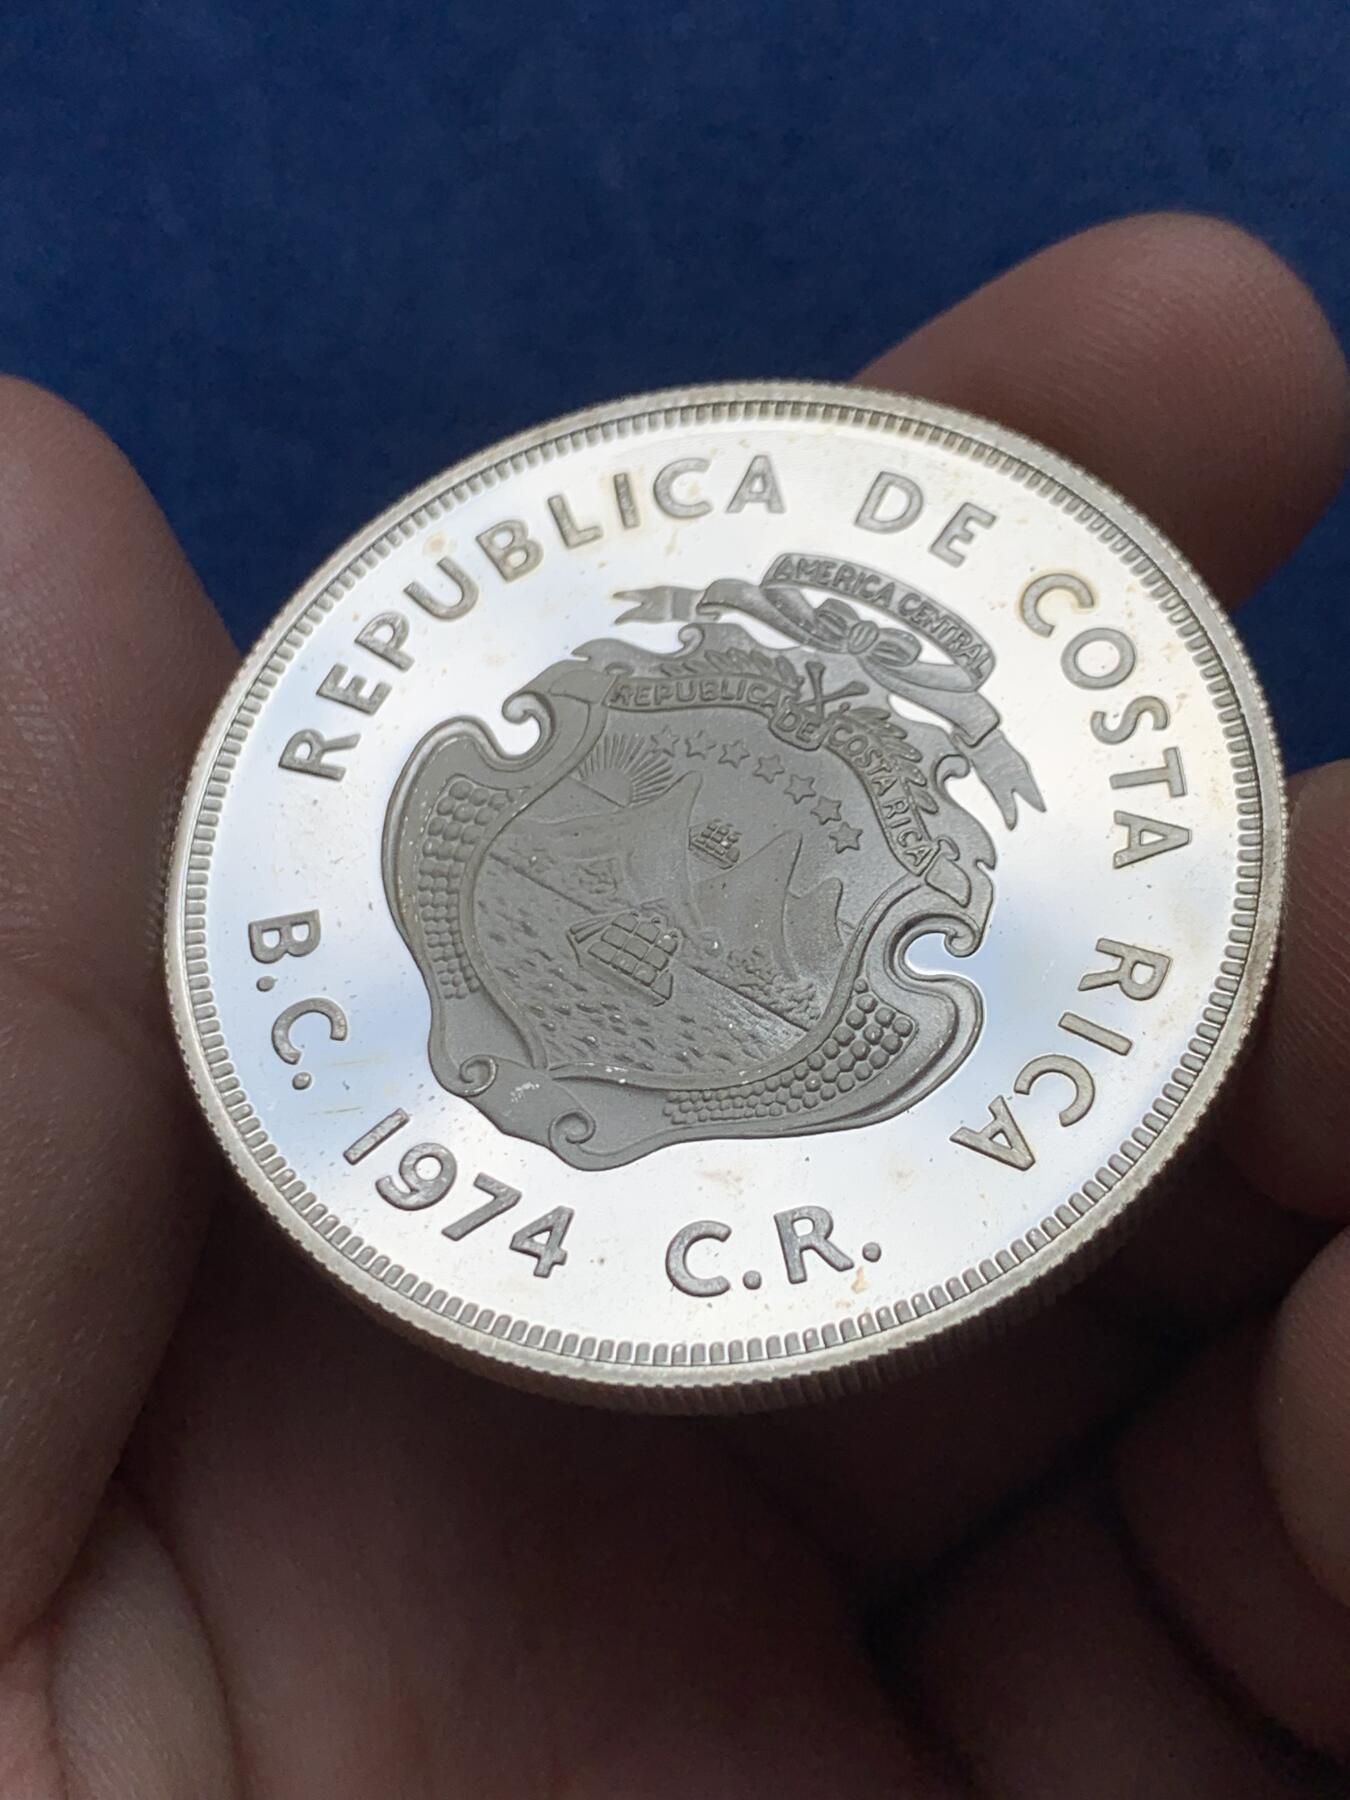 REPUBLICA DE COSTA RICA
AMERICA CENTRAL
REPUBLICA DE COSTA RICA
B.C. 1974 C.R.